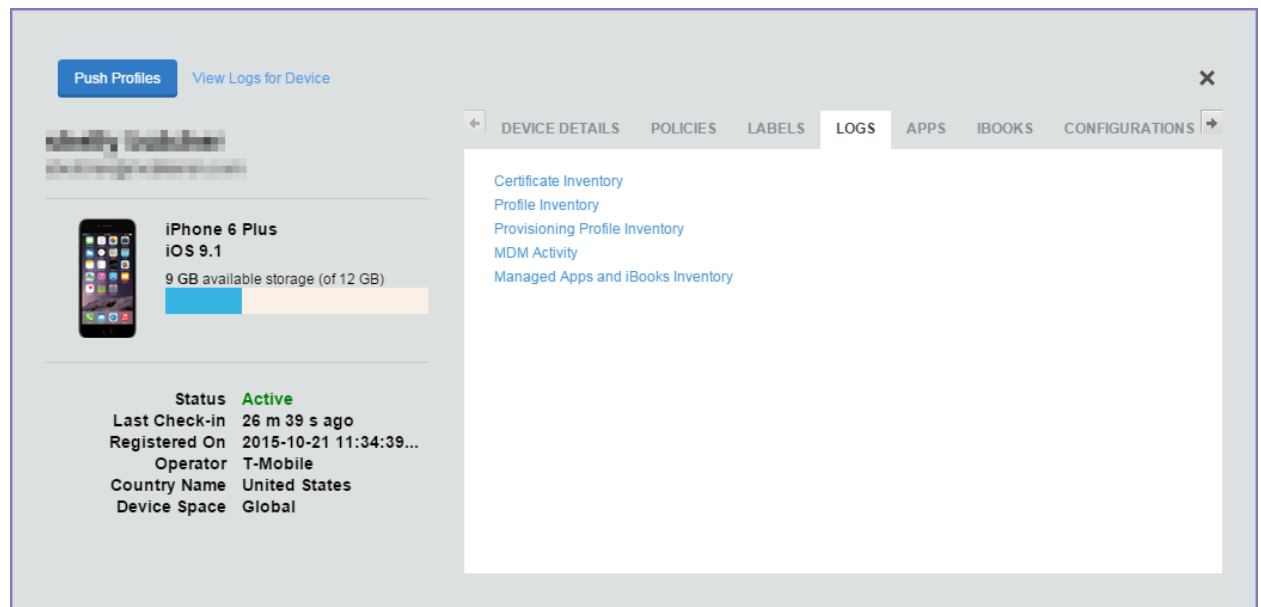 Push Profiles View Logs for Device
DEVICE DETAILS POLICIES LABELS LOGS APPS IBOOKS CONFIGURATIONS
iPhone 6 Plus
iOS 9.1
9 GB available storage (of 12 GB)
Status Active
Last Check-in 26 m 39 s ago
Registered On 2015-10-21 11:34:39...
Operator T-Mobile
Country Name United States
Device Space Global
Certificate Inventory
Profile Inventory
Provisioning Profile Inventory
MDM Activity
Managed Apps and iBooks Inventory